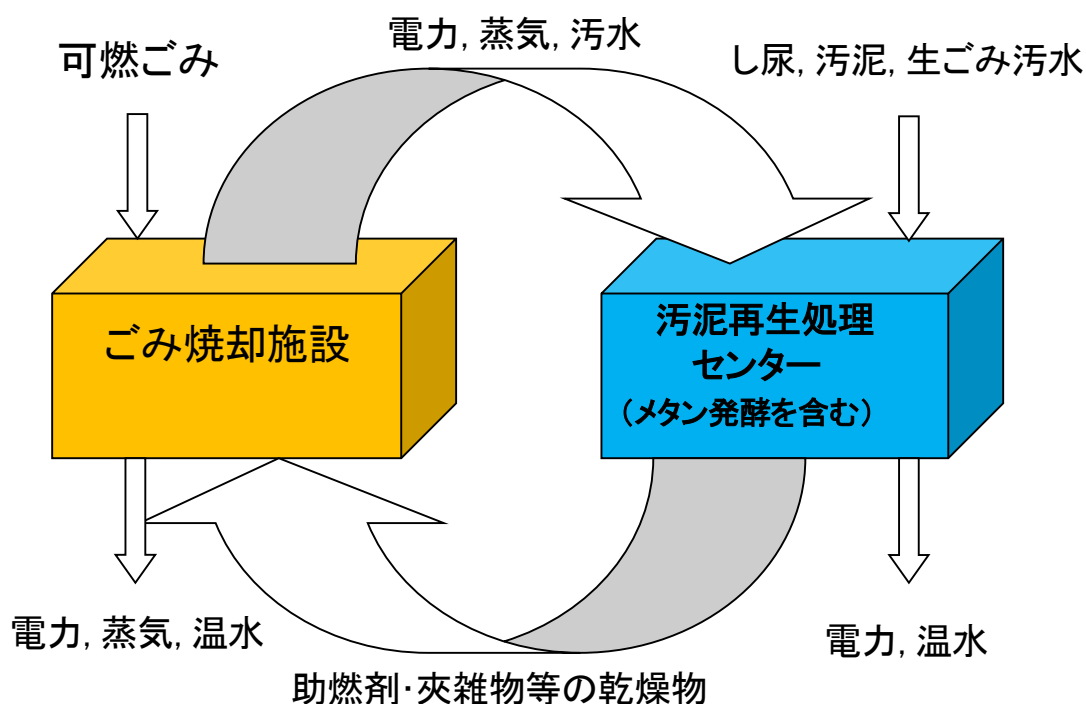 電力, 蒸気, 汚水
可燃ごみ
し尿, 汚泥, 生ごみ汚水
ごみ焼却施設
汚泥再生処理
センター
（メタン発酵を含む）
電力, 蒸気, 温水
電力, 温水
助燃剤・夾雑物等の乾燥物